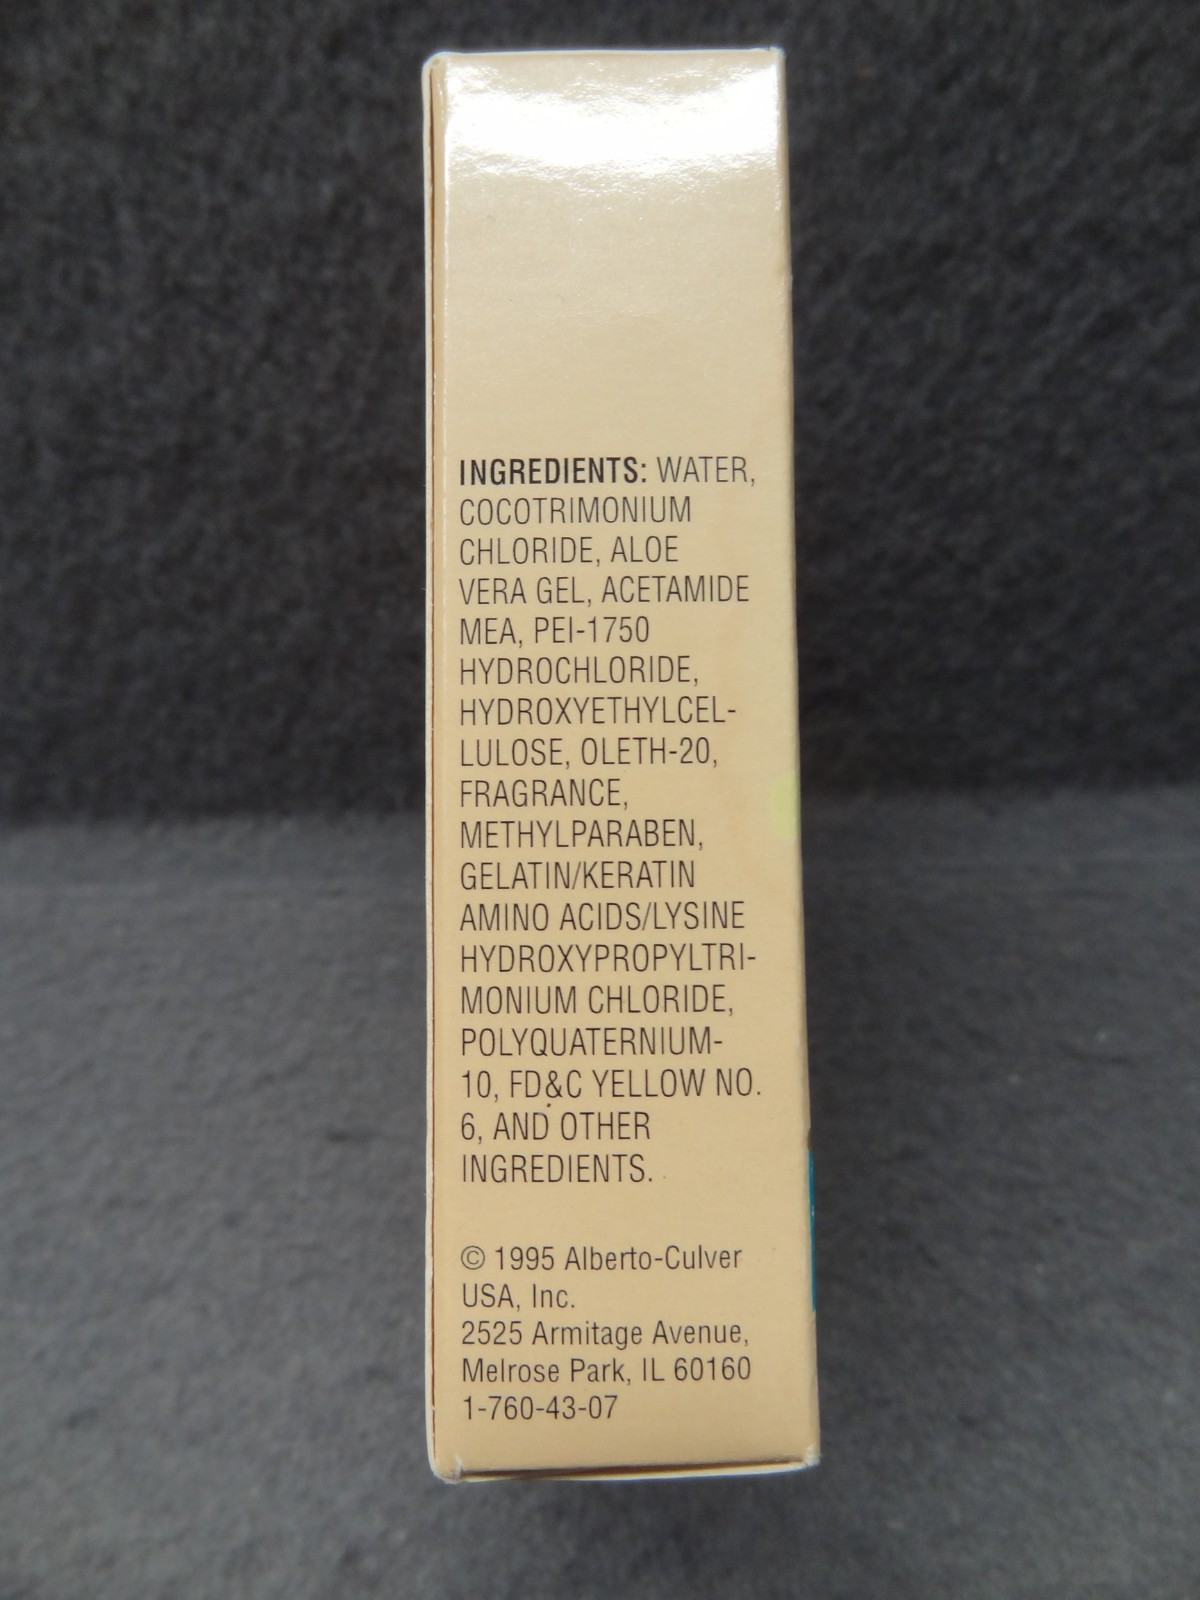 INGREDIENTS: WATER,
COCOTRIMONIUM
CHLORIDE, ALOE
VERA GEL, ACETAMIDE
MEA, PEI-1750
HYDROCHLORIDE,
HYDROXYETHYLCEL-
LULOSE, OLETH-20,
FRAGRANCE,
METHYLPARABEN,
GELATIN/KERATIN
AMINO ACIDS/LYSINE
HYDROXYPROPYLTRI-
MONIUM CHLORIDE,
POLYQUATERNIUM-
10, FD&C YELLOW NO.
6, AND OTHER
INGREDIENTS.
© 1995 Alberto-Culver
USA, Inc.
2525 Armitage Avenue,
Melrose Park, IL 60160
1-760-43-07